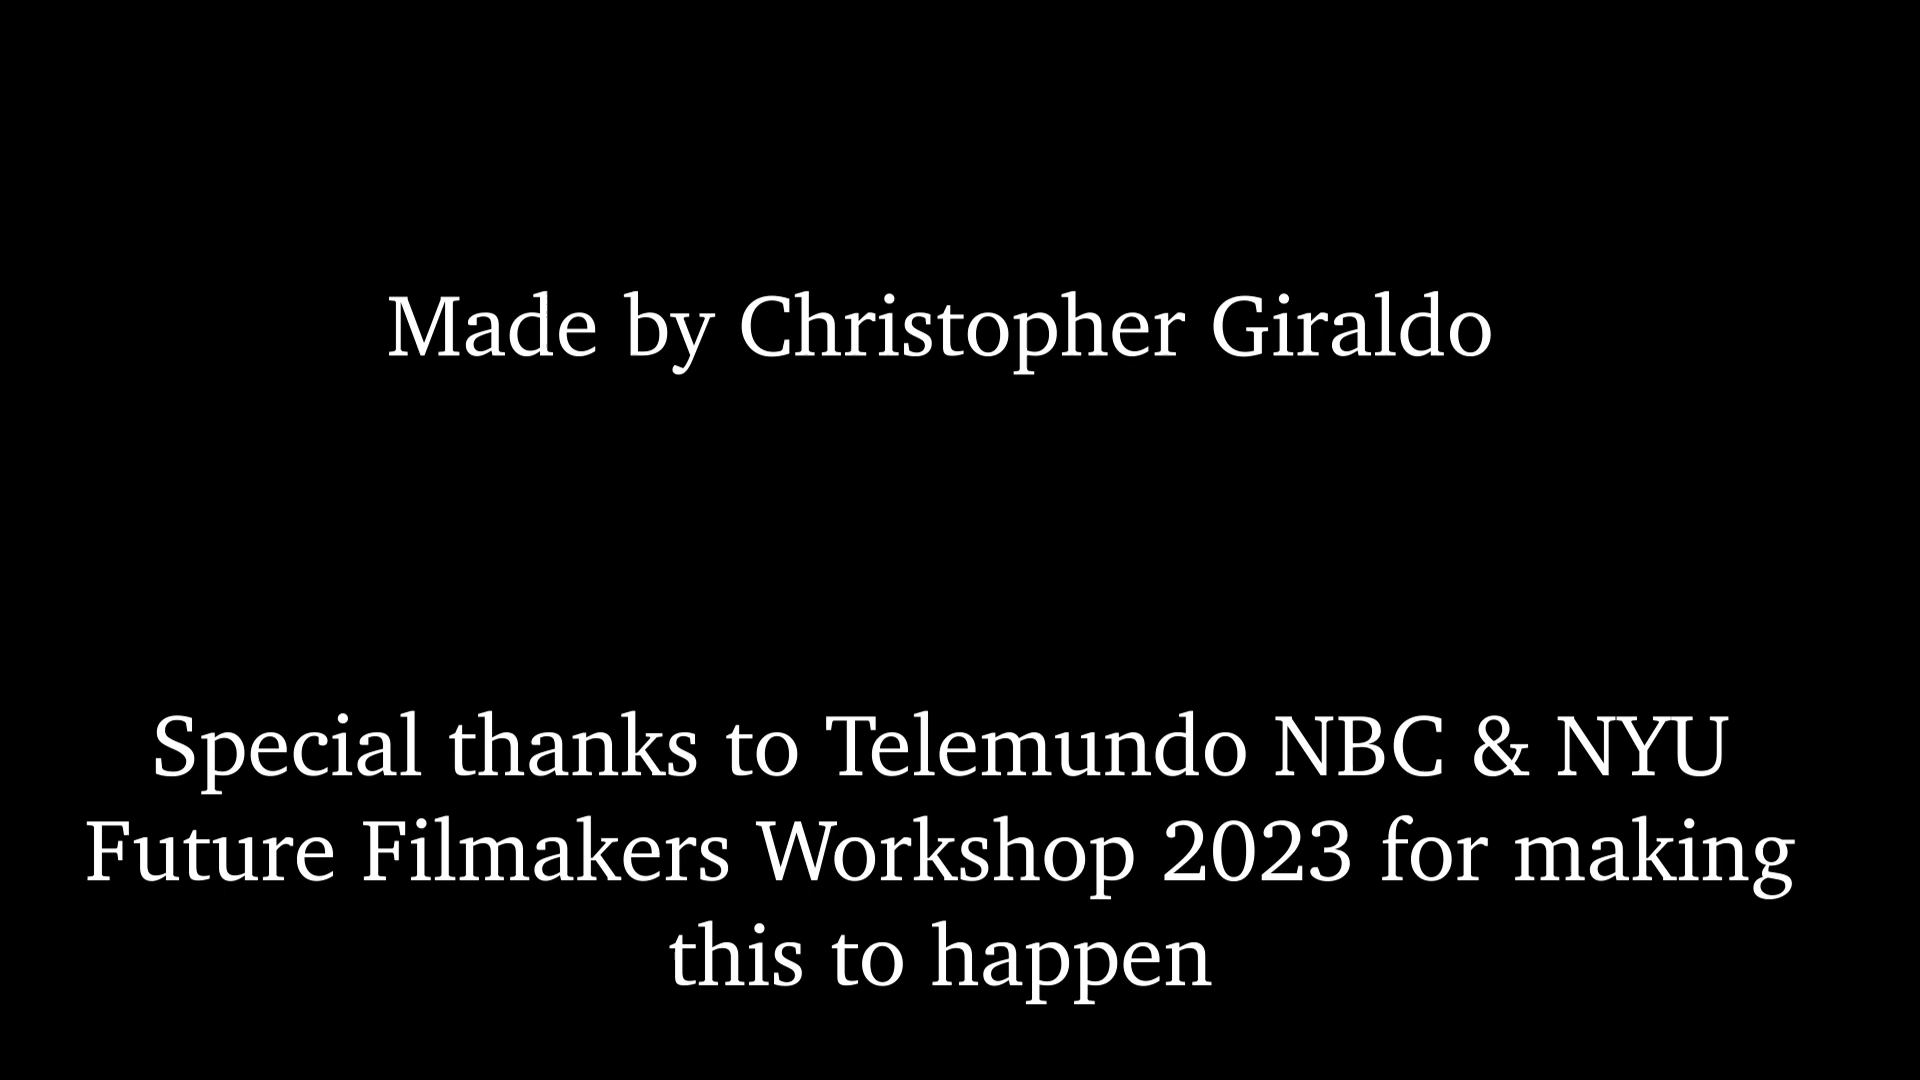 Made by Christopher Giraldo
Special thanks to Telemundo NBC & NYU
Future Filmakers Workshop 2023 for making
this to happen